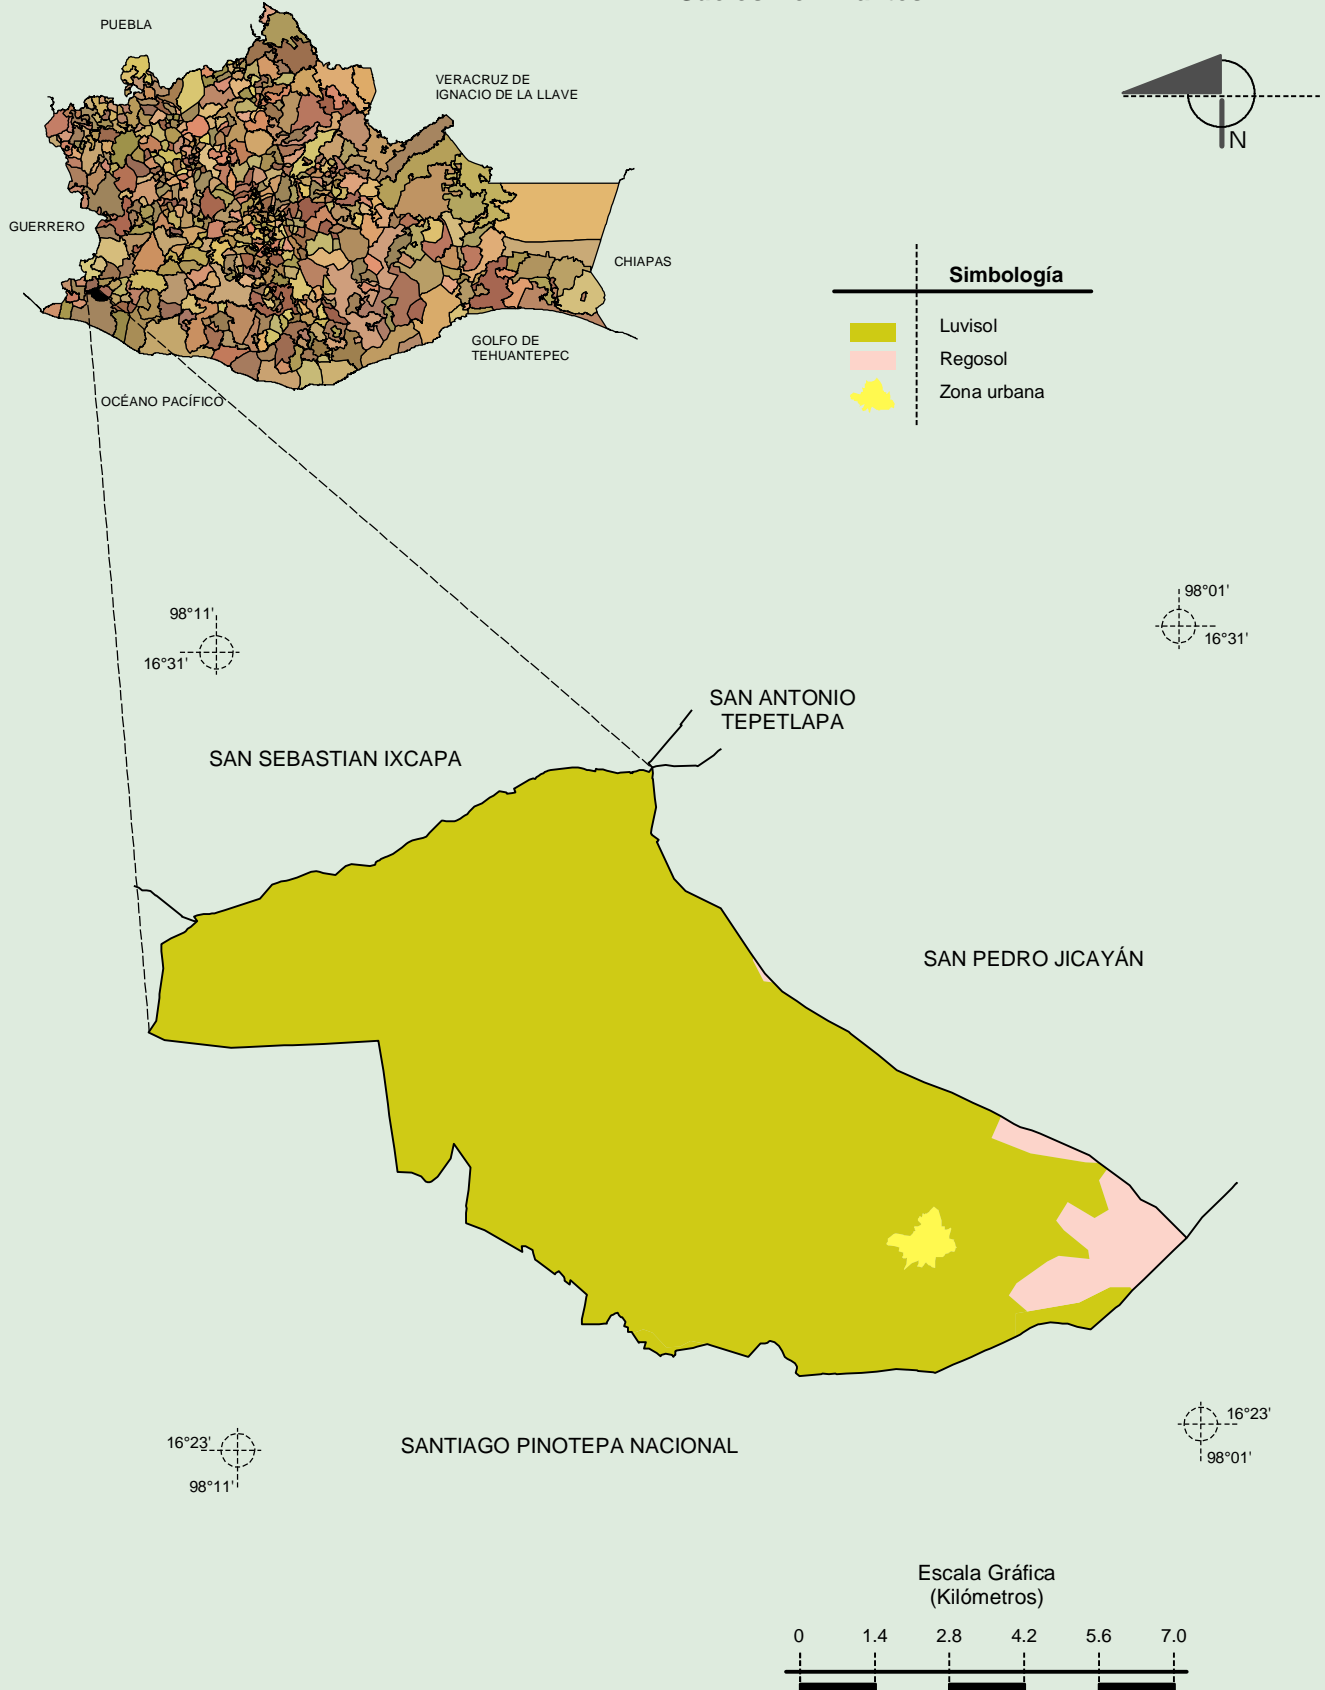 PUEBLA
VERACRUZ DE
IGNACIO DE LA LLAVE
N
GUERRERO
CHIAPAS
GOLFO DE
TEHUANTEPEC
OCÉANO PACÍFICO
Simbología
Luvisol
Regosol
Zona urbana
98°11'
16°31'
98°01'
16°31'
SAN ANTONIO
TEPETLAPA
SAN SEBASTIAN IXCAPA
SAN PEDRO JICAYÁN
16°23'
98°11'
SANTIAGO PINOTEPA NACIONAL
16°23'
98°01'
Escala Gráfica
(Kilómetros)
0 1.4 2.8 4.2 5.6 7.0